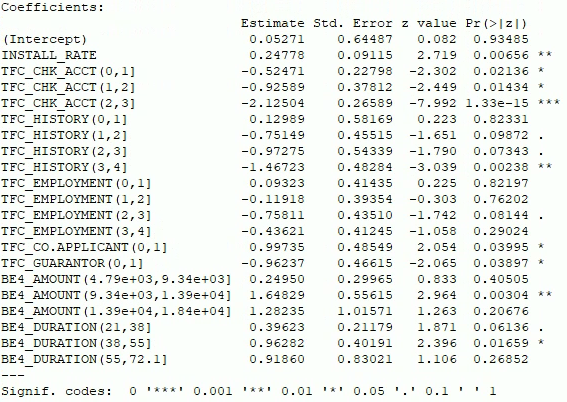 Coefficients:
                           Estimate Std. Error z value Pr(>|z|)
(Intercept)                 0.05271    0.64487   0.082  0.93485
INSTALL_RATE                0.24778    0.09115   2.719  0.00656 **
TFC_CHK_ACCT(0,1]          -0.52471    0.22798  -2.302  0.02136 *
TFC_CHK_ACCT(1,2]          -0.92589    0.37812  -2.449  0.01434 *
TFC_CHK_ACCT(2,3]          -2.12504    0.26589  -7.992 1.33e-15 ***
TFC_HISTORY(0,1]            0.12989    0.58169   0.223  0.82331
TFC_HISTORY(1,2]           -0.75149    0.45515  -1.651  0.09872 .
TFC_HISTORY(2,3]           -0.97275    0.54339  -1.790  0.07343 .
TFC_HISTORY(3,4]           -1.46723    0.48284  -3.039  0.00238 **
TFC_EMPLOYMENT(0,1]         0.09323    0.41435   0.225  0.82197
TFC_EMPLOYMENT(1,2]        -0.11918    0.39354  -0.303  0.76202
TFC_EMPLOYMENT(2,3]        -0.75811    0.43510  -1.742  0.08144 .
TFC_EMPLOYMENT(3,4]        -0.43621    0.41245  -1.058  0.29024
TFC_CO.APPLICANT(0,1]       0.99735    0.48549   2.054  0.03995 *
TFC_GUARANTOR(0,1]         -0.96237    0.46615  -2.065  0.03897 *
BE4_AMOUNT(4.79e+03,9.34e+03]  0.24950    0.29965   0.833  0.40505
BE4_AMOUNT(9.34e+03,1.39e+04]  1.64829    0.55615   2.964  0.00304 **
BE4_AMOUNT(1.39e+04,1.84e+04]  1.28235    1.01571   1.263  0.20676
BE4_DURATION(21,38]         0.39623    0.21179   1.871  0.06136 .
BE4_DURATION(38,55]         0.96282    0.40191   2.396  0.01659 *
BE4_DURATION(55,72.1]       0.91860    0.83021   1.106  0.26852
---
Signif. codes:  0 '***' 0.001 '**' 0.01 '*' 0.05 '.' 0.1 ' ' 1